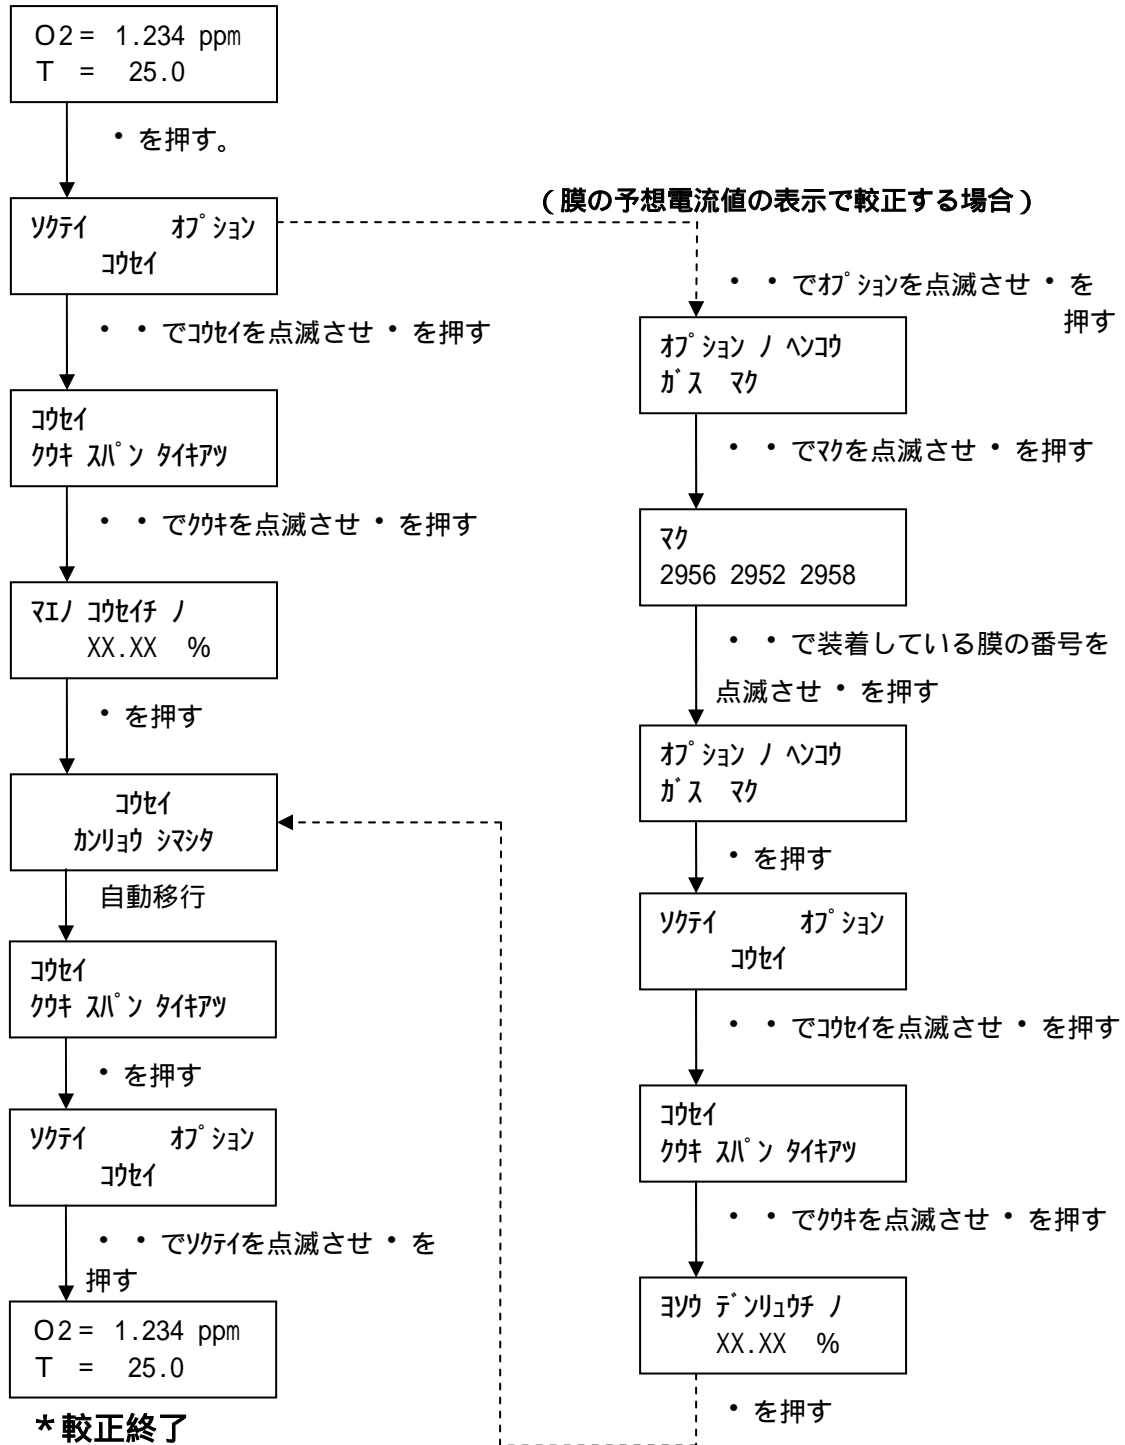 O2= 1.234 ppm
T = 25.0
・ を押す。
ｿｸﾃｲ ｵﾌﾟｼｮﾝ
ｺｳｾｲ
・ ・ でｺｳｾｲを点滅させ ・ を押す
ｺｳｾｲ
ｸｳｷ ｽﾊﾟﾝ ﾀｲｷｱﾂ
・ ・ でｸｳｷを点滅させ ・ を押す
ﾏｴﾉ ｺｳｾｲﾁ ﾉ
XX.XX %
・ を押す
ｺｳｾｲ
ｶﾝﾘｮｳ ｼﾏｼﾀ
自動移行
ｺｳｾｲ
ｸｳｷ ｽﾊﾟﾝ ﾀｲｷｱﾂ
・ を押す
ｿｸﾃｲ ｵﾌﾟｼｮﾝ
ｺｳｾｲ
・ ・ でｿｸﾃｲを点滅させ ・ を
押す
O2= 1.234 ppm
T = 25.0
*較正終了
(膜の予想電流値の表示で較正する場合)
・ ・ でｵﾌﾟｼｮﾝを点滅させ ・ を
押す
ｵﾌﾟｼｮﾝ ﾉ ﾍﾝｺｳ
ｶﾞｽ ﾏｸ
・ ・ でﾏｸを点滅させ ・ を押す
ﾏｸ
2956 2952 2958
・ ・ で装着している膜の番号を
点滅させ ・ を押す
ｵﾌﾟｼｮﾝ ﾉ ﾍﾝｺｳ
ｶﾞｽ ﾏｸ
・ を押す
ｿｸﾃｲ ｵﾌﾟｼｮﾝ
ｺｳｾｲ
・ ・ でｺｳｾｲを点滅させ ・ を押す
ｺｳｾｲ
ｸｳｷ ｽﾊﾟﾝ ﾀｲｷｱﾂ
・ ・ でｸｳｷを点滅させ ・ を押す
ﾖｿｳ ﾃﾞﾝﾘｭｳﾁ ﾉ
XX.XX %
・ を押す